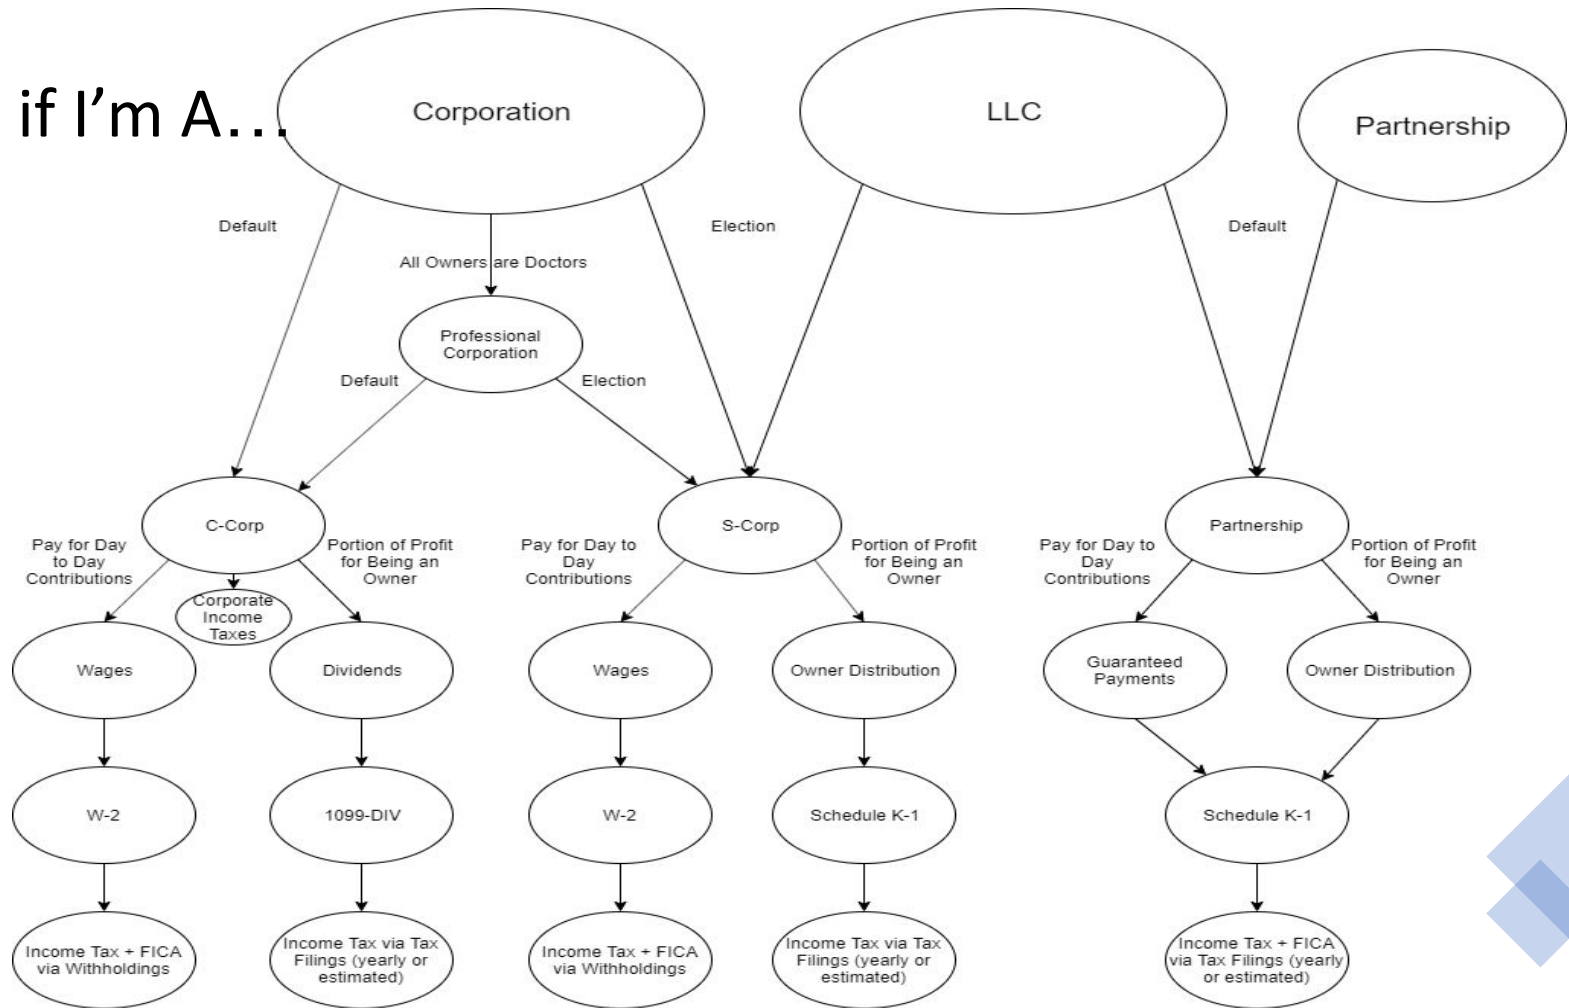 if I'm A...
Corporation
LLC
Partnership
Default
Election
Default
All Owners are Doctors
Professional
Corporation
Default
Election
C-Corp
S-Corp
Partnership
Pay for Day
to Day
Contributions
Portion of Profit
for Being an
Owner
Pay for Day to
Day
Contributions
Portion of Profit
for Being an
Owner
Pay for Day to
Day
Contributions
Portion of Profit
for Being an
Owner
Corporate
Income
Taxes
Wages
Dividends
Wages
Owner Distribution
Guaranteed
Payments
Owner Distribution
W-2
1099-DIV
W-2
Schedule K-1
Schedule K-1
Income Tax + FICA
via Withholdings
Income Tax via Tax
Filings (yearly or
estimated)
Income Tax + FICA
via Withholdings
Income Tax via Tax
Filings (yearly or
estimated)
Income Tax + FICA
via Tax Filings (yearly
or estimated)